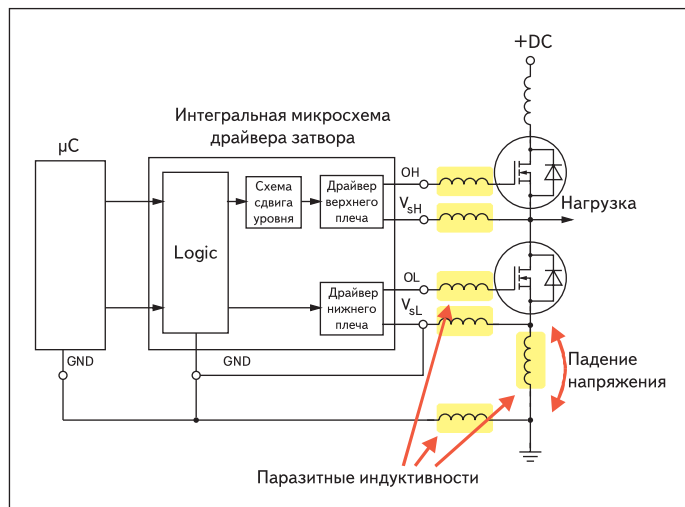 +DC
Интегральная микросхема
драйвера затвора
μC
OH
Схема
сдвига
уровня
Драйвер
верхнего
плеча
VsH
Нагрузка
Logic
OL
Драйвер
нижнего
плеча
VsL
GND
GND
Падение
напряжения
Паразитные индуктивности